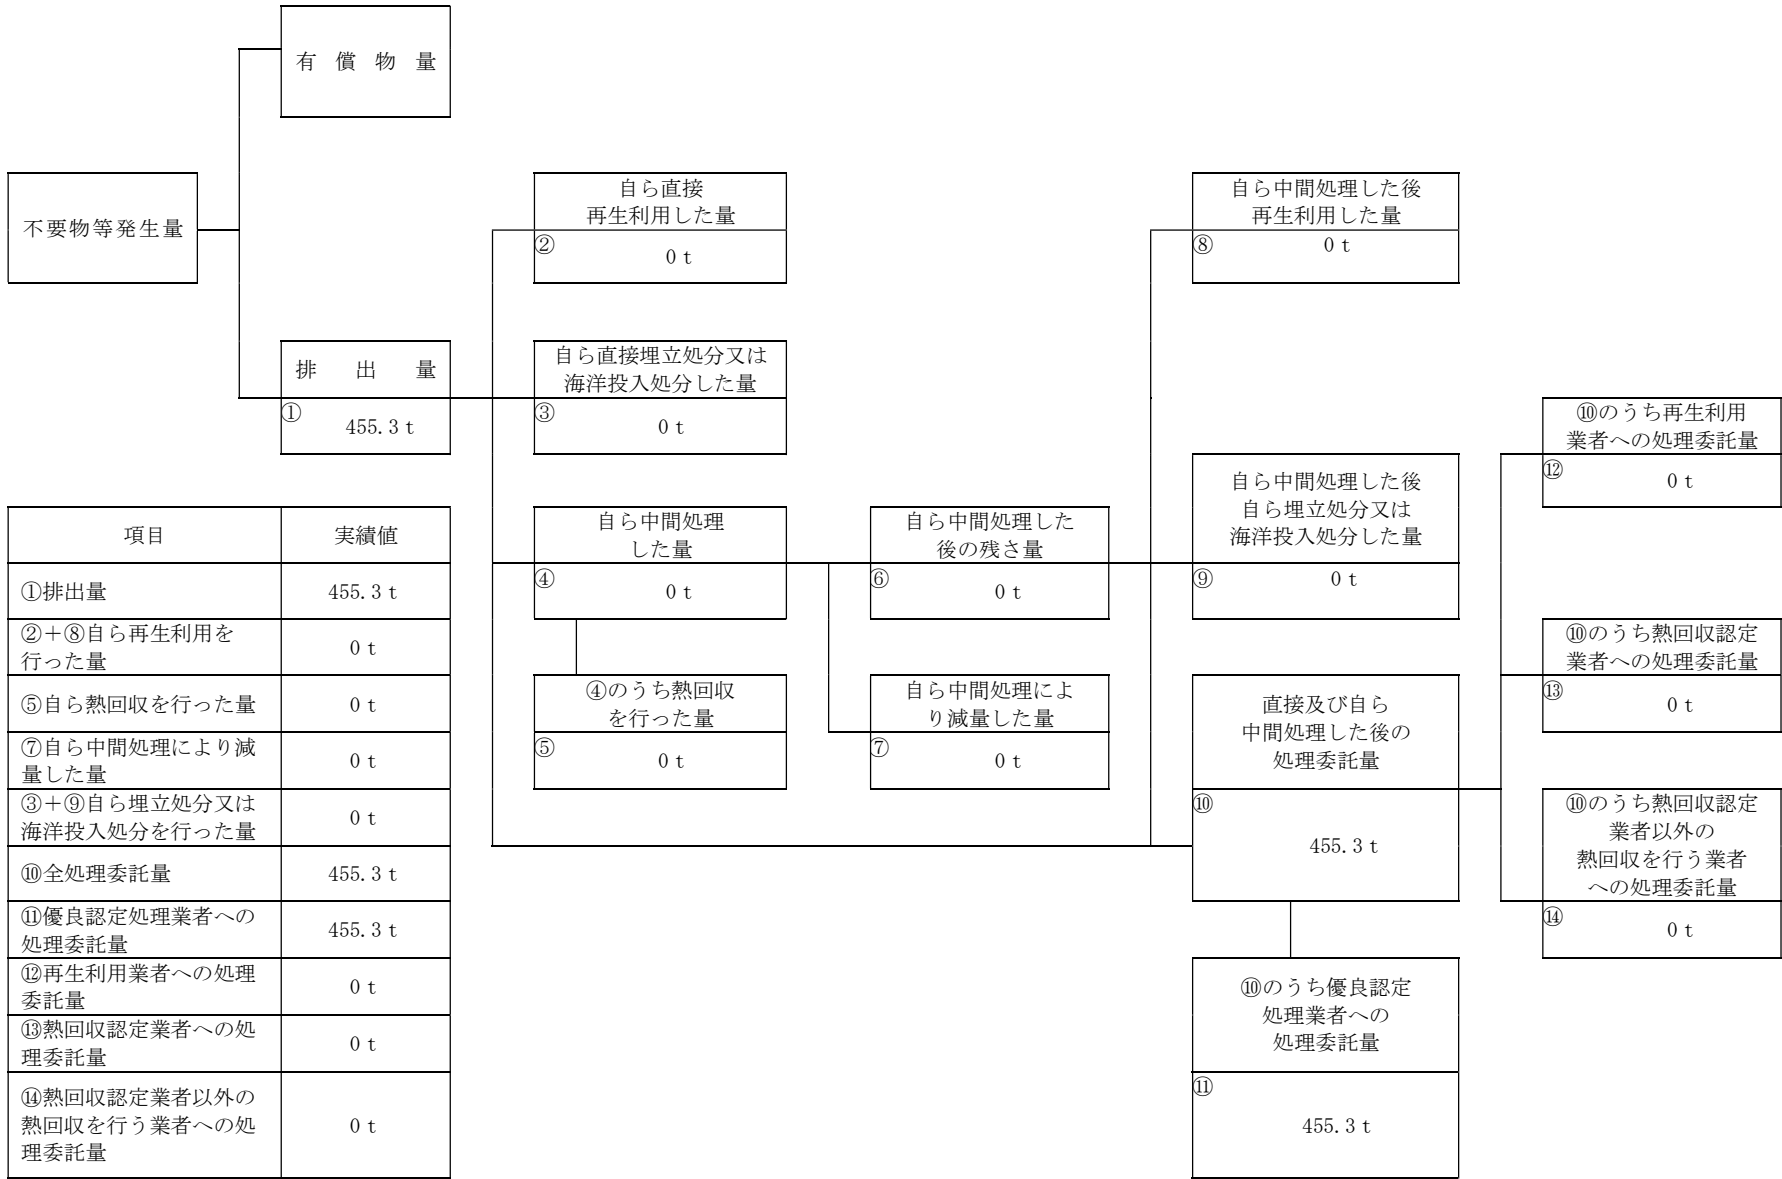 有償物量
不要物等発生量
自ら直接
再生利用した量
② 0 t
自ら中間処理した後
再生利用した量
⑧ 0 t
排出量
① 455.3 t
自ら直接埋立処分又は
海洋投入処分した量
③ 0 t
⑩のうち再生利用
業者への処理委託量
⑫ 0 t
自ら中間処理
した量
④ 0 t
自ら中間処理した
後の残さ量
⑥ 0 t
自ら中間処理した後
自ら埋立処分又は
海洋投入処分した量
⑨ 0 t
⑩のうち熱回収認定
業者への処理委託量
⑬ 0 t
④のうち熱回収
を行った量
⑤ 0 t
自ら中間処理によ
り減量した量
⑦ 0 t
直接及び自ら
中間処理した後の
処理委託量
⑩
455.3 t
⑩のうち熱回収認定
業者以外の
熱回収を行う業者
への処理委託量
⑭ 0 t
⑩のうち優良認定
処理業者への
処理委託量
⑪
455.3 t
項目 実績値
①排出量 455.3 t
②+⑧自ら再生利用を
行った量 0 t
⑤自ら熱回収を行った量 0 t
⑦自ら中間処理により減
量した量 0 t
③+⑨自ら埋立処分又は
海洋投入処分を行った量 0 t
⑩全処理委託量 455.3 t
⑪優良認定処理業者への
処理委託量 455.3 t
⑫再生利用業者への処理
委託量 0 t
⑬熱回収認定業者への処
理委託量 0 t
⑭熱回収認定業者以外の
熱回収を行う業者への処
理委託量 0 t